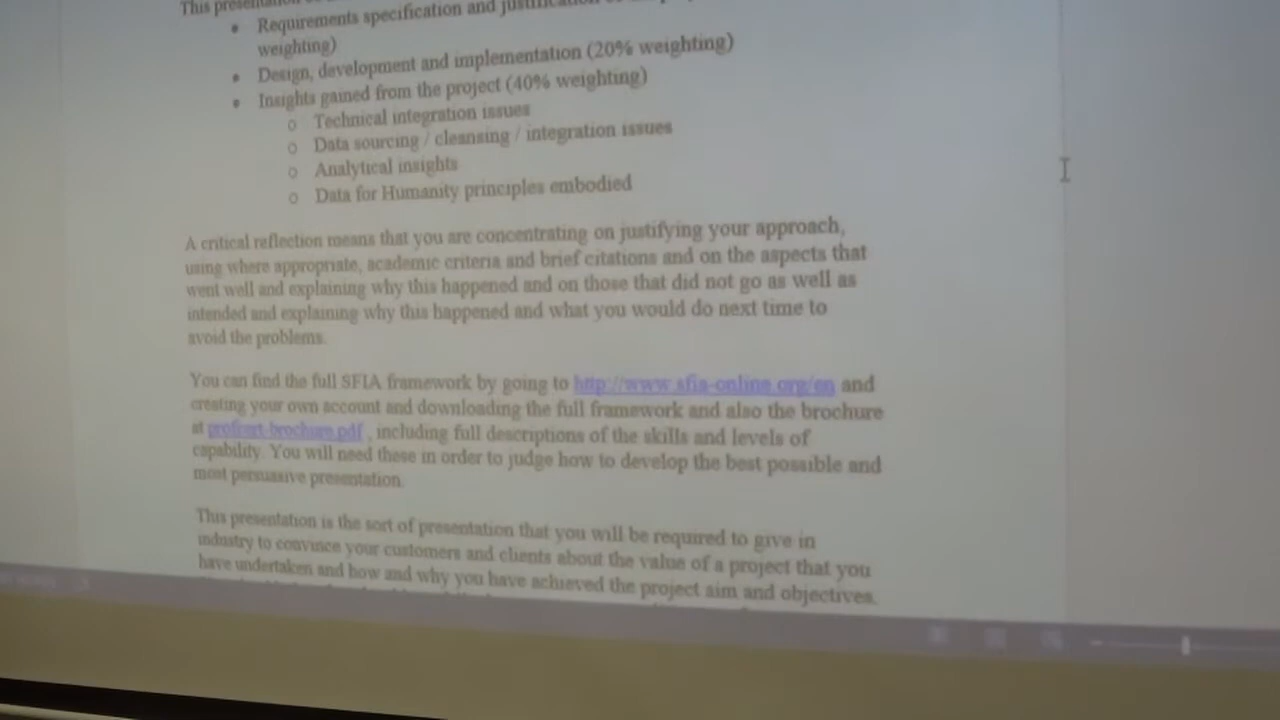 This presentation
• Requirements specification and justification
weighting)
• Design, development and implementation (20% weighting)
• Insights gained from the project (40% weighting)
o Technical integration issues
o Data sourcing / cleansing / integration issues
o Analytical insights
o Data for Humanity principles embodied
A critical reflection means that you are concentrating on justifying your approach,
using where appropriate, academic criteria and brief citations and on the aspects that
went well and explaining why this happened and on those that did not go as well as
intended and explaining why this happened and what you would do next time to
avoid the problems.
You can find the full SFIA framework by going to http://www.sfia-online.org/en and
creating your own account and downloading the full framework and also the brochure
at profcert-brochure.pdf , including full descriptions of the skills and levels of
capability. You will need these in order to judge how to develop the best possible and
most persuasive presentation.
This presentation is the sort of presentation that you will be required to give in
industry to convince your customers and clients about the value of a project that you
have undertaken and how and why you have achieved the project aim and objectives.